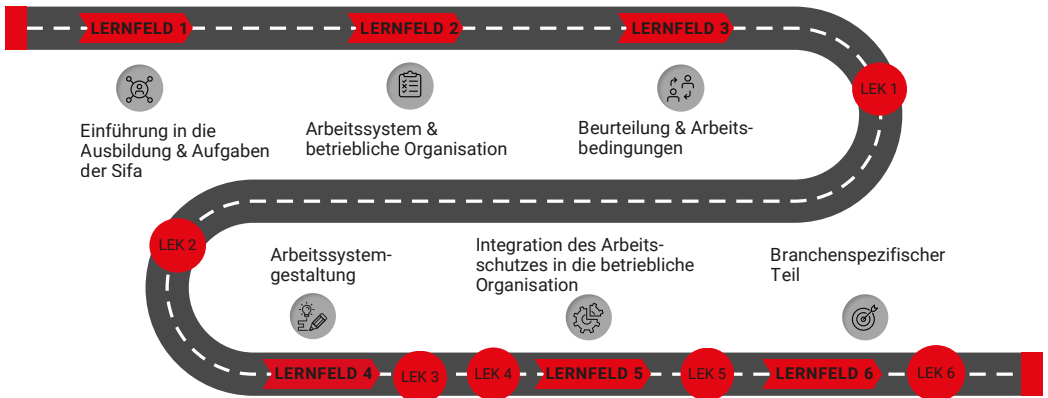 LERNFELD 1
LERNFELD 2
LERNFELD 3
Einführung in die
Ausbildung & Aufgaben
der Sifa
Arbeitssystem &
betriebliche Organisation
Beurteilung & Arbeits-
bedingungen
LEK 1
LEK 2
Arbeitssystem-
gestaltung
Integration des Arbeits-
schutzes in die betriebliche
Organisation
Branchenspezifischer
Teil
LERNFELD 4
LEK 3
LEK 4
LERNFELD 5
LEK 5
LERNFELD 6
LEK 6